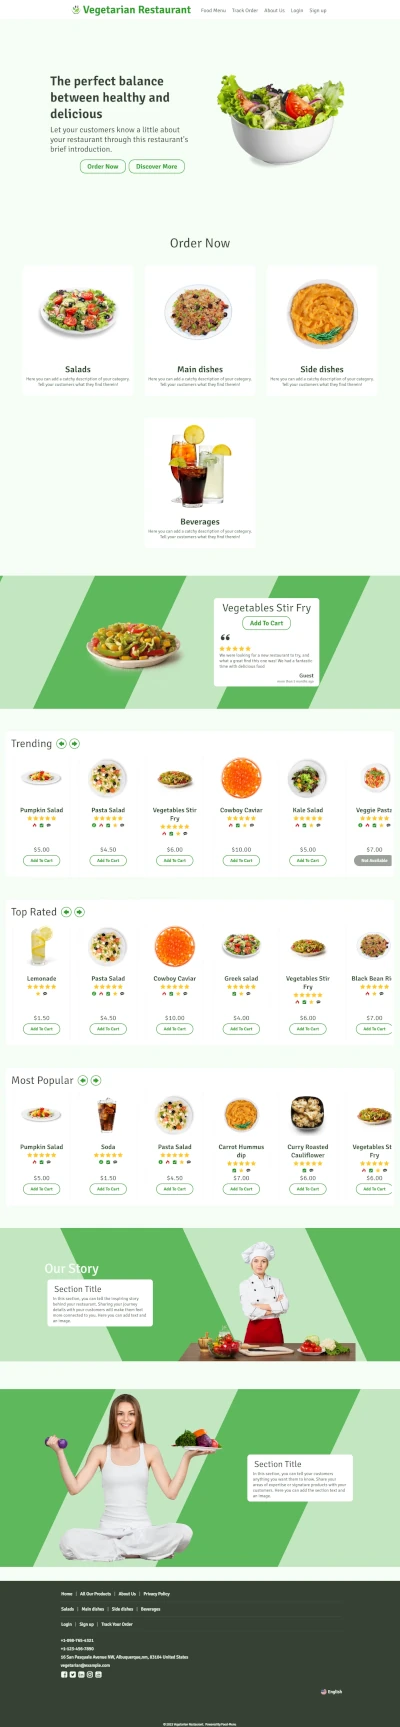 Vegetarian Restaurant Food Menu Track Order About Us Login Sign up
The perfect balance
between healthy and
delicious
Let your customers know a little about
your restaurant through this restaurant's
brief introduction.
Order Now Discover More
Order Now
Salads
Here you can add a catchy description of your category.
Tell your customers what they find therein!
Main dishes
Here you can add a catchy description of your category.
Tell your customers what they find therein!
Side dishes
Here you can add a catchy description of your category.
Tell your customers what they find therein!
Beverages
Here you can add a catchy description of your category.
Tell your customers what they find therein!
Vegetables Stir Fry
Add To Cart
We were looking for a new restaurant to try, and
what a great find this one was! We had a fantastic
time with delicious food!
Guest
more than 2 months ago
Trending
Pumpkin Salad
$5.00
Add To Cart
Pasta Salad
$4.50
Add To Cart
Vegetables Stir
Fry
$6.00
Add To Cart
Cowboy Caviar
$10.00
Add To Cart
Kale Salad
$5.00
Add To Cart
Veggie Pasta
$7.00
Not Available
Top Rated
Lemonade
$1.50
Add To Cart
Pasta Salad
$4.50
Add To Cart
Cowboy Caviar
$10.00
Add To Cart
Greek salad
$4.00
Add To Cart
Vegetables Stir
Fry
$6.00
Add To Cart
Black Bean Ri
$7.00
Add To Cart
Most Popular
Pumpkin Salad
$5.00
Add To Cart
Soda
$1.50
Add To Cart
Pasta Salad
$4.50
Add To Cart
Carrot Hummus
dip
$7.00
Add To Cart
Curry Roasted
Cauliflower
$6.00
Add To Cart
Vegetables St
Fry
$6.00
Add To Cart
Our Story
Section Title
In this section, you can tell the inspiring story
behind your restaurant. Sharing your journey
details with your customers will make them feel
more connected to you. Here you can add text and
an image.
Section Title
In this section, you can tell your customers
anything you want them to know. Share your
areas of expertise or signature products with your
customers. Here you can add the section text and
an image.
Home | All Our Products | About Us | Privacy Policy
Salads | Main dishes | Side dishes | Beverages
Login | Sign up | Track Your Order
+1-098-765-4321
+1-123-456-7890
16 San Pasquale Avenue NW, Albuquerque,nm, 83104 United States
vegetarian@example.com
English